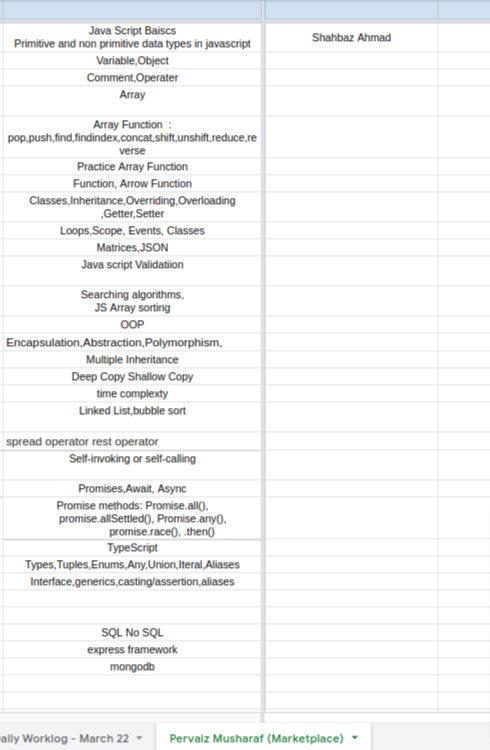 Java Script Baiscs
Primitive and non primitive data types in javascript
Shahbaz Ahmad
Variable,Object
Comment,Operater
Array
Array Function :
pop,push,find,findindex,concat,shift,unshift,reduce,re
verse
Practice Array Function
Function, Arrow Function
Classes,Inheritance,Overriding,Overloading
,Getter,Setter
Loops,Scope, Events, Classes
Matrices,JSON
Java script Validatiion
Searching algorithms,
JS Array sorting
OOP
Encapsulation,Abstraction,Polymorphism,
Multiple Inheritance
Deep Copy Shallow Copy
time complexty
Linked List,bubble sort
spread operator rest operator
Self-invoking or self-calling
Promises,Await, Async
Promise methods: Promise.all(),
promise.allSettled(), Promise.any(),
promise.race(), .then()
TypeScript
Types,Tuples,Enums,Any,Union,lteral,Aliases
Interface,generics,casting/assertion,aliases
SQL No SQL
express framework
mongodb
aily Worklog - March 22
Pervaiz Musharaf (Marketplace)